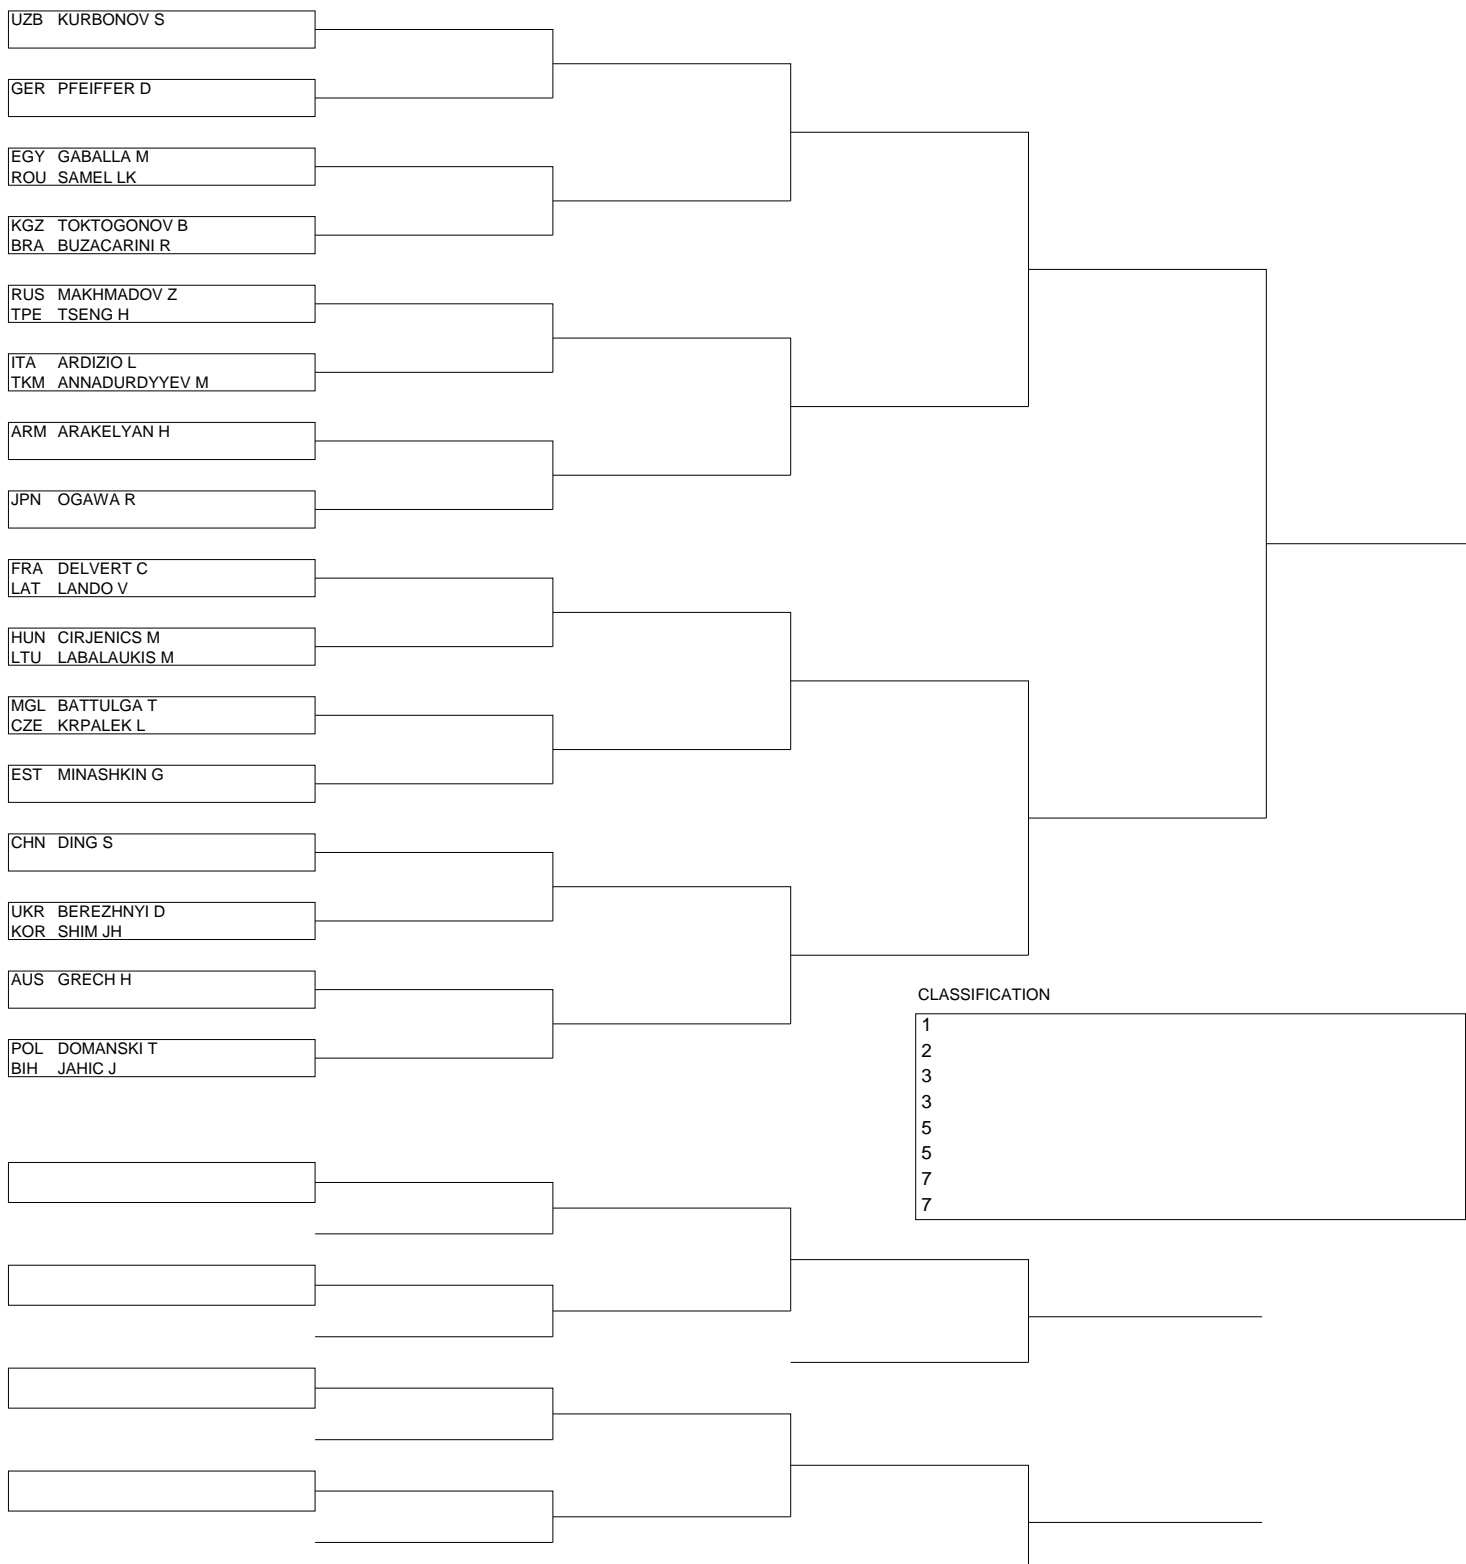 UZB KURBONOV S
GER PFEIFFER D
EGY GABALLA M
ROU SAMEL LK
KGZ TOKTOGONOV B
BRA BUZACARINI R
RUS MAKHMADOV Z
TPE TSENG H
ITA ARDIZIO L
TKM ANNADURDYYEV M
ARM ARAKELYAN H
JPN OGAWA R
FRA DELVERT C
LAT LANDO V
HUN CIRJENICS M
LTU LABALAUKIS M
MGL BATTULGA T
CZE KRPALEK L
EST MINASHKIN G
CHN DING S
UKR BEREZHNYI D
KOR SHIM JH
AUS GRECH H
POL DOMANSKI T
BIH JAHIC J
CLASSIFICATION
1
2
3
3
5
5
7
7